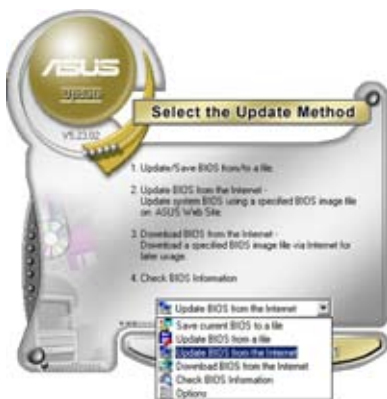 ASUS
Update
V5.23.02
Select the Update Method
1. Update/Save BIOS from/to a file.
2. Update BIOS from the Internet -
Update system BIOS using a specified BIOS image file
on ASUS Web Site.
3. Download BIOS from the Internet -
Download a specified BIOS image file via Internet for
later usage.
4. Check BIOS Information
Update BIOS from the Internet
Save current BIOS to a file
Update BIOS from a file
Update BIOS from the Internet
Download BIOS from the Internet
Check BIOS Information
Options